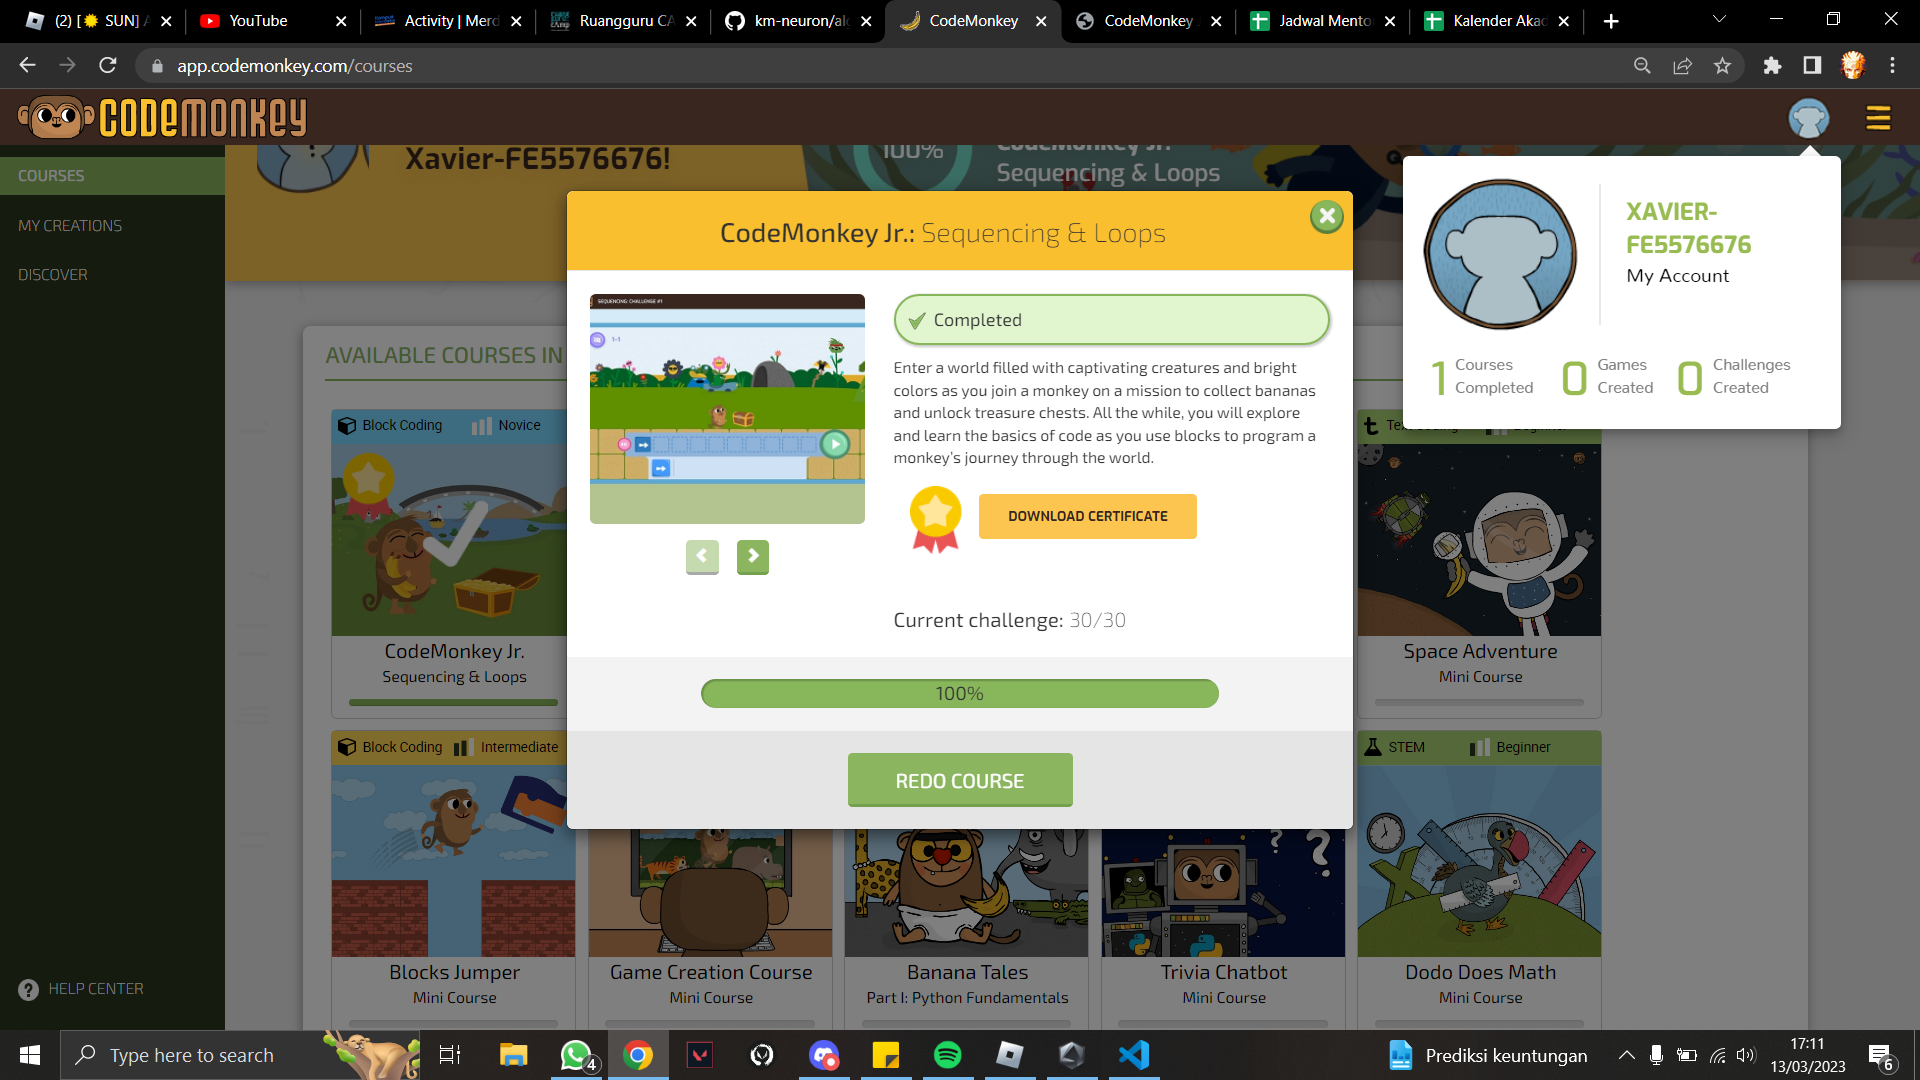 (2) [☀ SUN] A
YouTube
Activity | Merd
Ruangguru CA
km-neuron/alg
CodeMonkey
CodeMonkey
Jadwal Mento
Kalender Akad
app.codemonkey.com/courses
CODEMONKEY
COURSES
MY CREATIONS
DISCOVER
HELP CENTER
Xavier-FE5576676!
100%
CodeMonkey Jr.
Sequencing & Loops
XAVIER-
FE5576676
My Account
1 Courses Completed
0 Games Created
0 Challenges Created
AVAILABLE COURSES IN
CodeMonkey Jr.: Sequencing & Loops
SEQUENCING: CHALLENGE #1
1-1
Completed
Enter a world filled with captivating creatures and bright
colors as you join a monkey on a mission to collect bananas
and unlock treasure chests. All the while, you will explore
and learn the basics of code as you use blocks to program a
monkey's journey through the world.
DOWNLOAD CERTIFICATE
Current challenge: 30/30
100%
REDO COURSE
Block Coding Novice
CodeMonkey Jr.
Sequencing & Loops
Space Adventure
Mini Course
Block Coding Intermediate
STEM Beginner
Blocks Jumper
Mini Course
Game Creation Course
Mini Course
Banana Tales
Part I: Python Fundamentals
Trivia Chatbot
Mini Course
Dodo Does Math
Mini Course
Type here to search
4
Prediksi keuntungan
17:11
13/03/2023
6